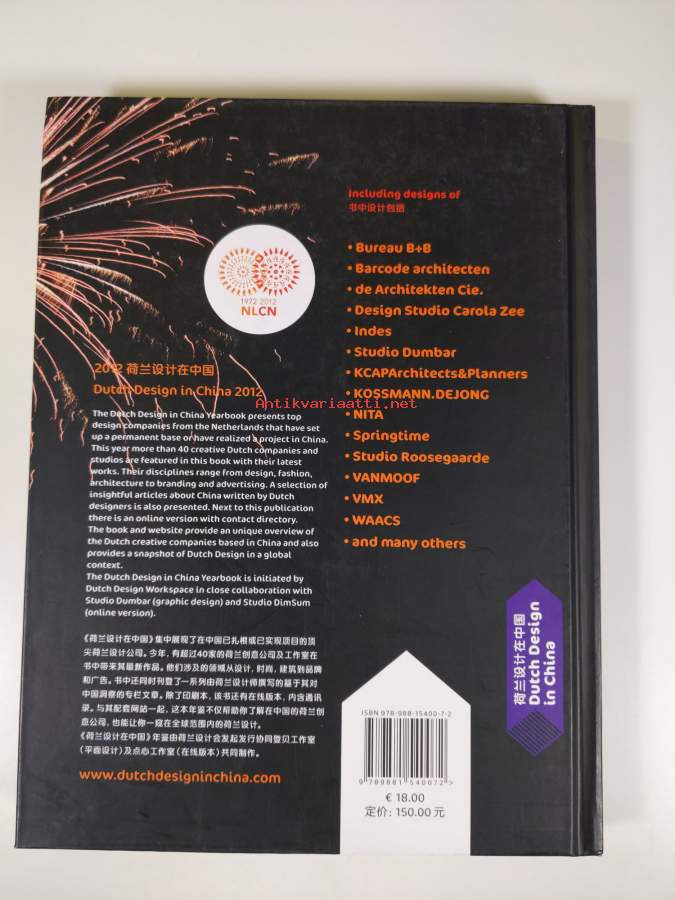 Including designs of
书中设计包括
• Bureau B+B
• Barcode architecten
• de Architekten Cie.
• Design Studio Carola Zee
• Indes
• Studio Dumbar
• KCAPArchitects&Planners
• KOSSMANN.DEJONG
• NITA
• Springtime
• Studio Roosegaarde
• VANMOOF
• VMX
• WAACS
• and many others
1972 2012
NLCN
2012 荷兰设计在中国
Dutch Design in China 2012
Antikvariaatti.net
The Dutch Design in China Yearbook presents top
design companies from the Netherlands that have set
up a permanent base or have realized a project in China.
This year more than 40 creative Dutch companies and
studios are featured in this book with their latest
works. Their disciplines range from design, fashion,
architecture to branding and advertising. A selection of
insightful articles about China written by Dutch
designers is also presented. Next to this publication
there is an online version with contact directory.
The book and website provide an unique overview of
the Dutch creative companies based in China and also
provides a snapshot of Dutch Design in a global
context.
The Dutch Design in China Yearbook is initiated by
Dutch Design Workspace in close collaboration with
Studio Dumbar (graphic design) and Studio DimSum
(online version).
《荷兰设计在中国》集中展现了在中国已扎根或已实现项目的顶
尖荷兰设计公司。今年，有超过40家的荷兰创意公司及工作室在
书中带来其最新作品。他们涉及的领域从设计，时尚，建筑到品牌
和广告。书中还同时刊登了一系列由荷兰设计师撰写的基于其对
中国洞察的专栏文章。除了印刷本，该书还有在线版本，内含通讯
录。与其配套网站一起，这本年鉴不仅帮助你了解在中国的荷兰创
意公司，也能让你一窥在全球范围内的荷兰设计。
《荷兰设计在中国》年鉴由荷兰设计会发起发行协同登贝工作室
（平面设计）及点心工作室（在线版本）共同制作。
www.dutchdesigninchina.com
ISBN 978-988-15400-7-2
9 789881 540072 >
€ 18.00
定价: 150.00 元
荷兰设计在中国
Dutch Design
in China